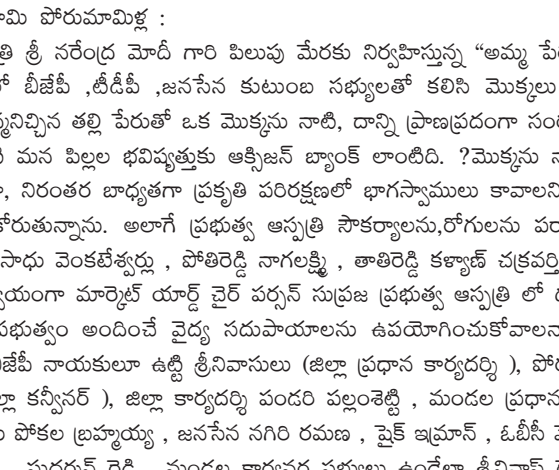 ామి పోరుమామిళ్ల :
త్రి శ్రీ నరేంద్ర మోదీ గారి పిలుపు మేరకు నిర్వహిస్తున్న “అమ్మ పే
లో బీజేపీ ,టీడీపీ ,జనసేన కుటుంబ సభ్యులతో కలిసి మొక్కలు
్మనిచ్చిన తల్లి పేరుతో ఒక మొక్కను నాటి, దాన్ని ప్రాణప్రదంగా సం
మన పిల్లల భవిష్యత్తుకు ఆక్సిజన్ బ్యాంక్ లాంటిది. ?మొక్కను
, నిరంతర బాధ్యతగా ప్రకృతి పరిరక్షణలో భాగస్వాములు కావాలని
కోరుతున్నాను. అలాగే ప్రభుత్వ ఆస్పత్రి సౌకర్యాలను,రోగులను పరా
సాధు వెంకటేశ్వర్లు , పోతిరెడ్డి నాగలక్ష్మి , తాతిరెడ్డి కళ్యాణ్ చక్రవర్తి
్వయంగా మార్కెట్ యార్డ్ చైర్ పర్సన్ సుప్రజ ప్రభుత్వ ఆస్పత్రి లో
ప్రభుత్వం అందించే వైద్య సదుపాయాలను ఉపయోగించుకోవాలనా
బీజేపీ నాయకులూ ఉట్టి శ్రీనివాసులు (జిల్లా ప్రధాన కార్యదర్శి ), పోర
ల్లా కన్వీనర్ ), జిల్లా కార్యదర్శి పండరి పల్లంశెట్టి , మండల ప్రధాన
పోకల బ్రహ్మయ్య , జనసేన నగిరి రమణ , షైక్ ఇమ్రాన్ , ఓబీసీ